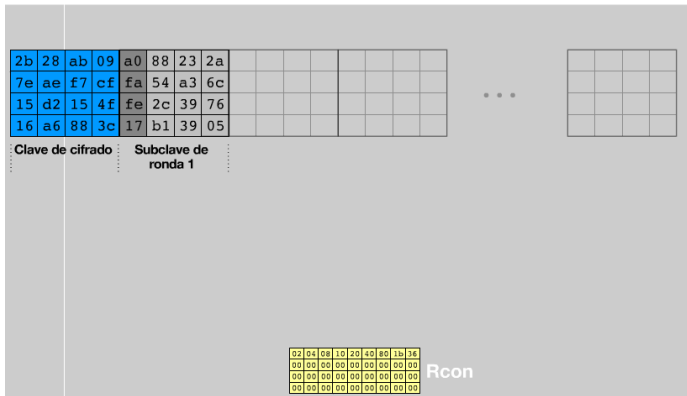 2b 28 ab 09 a0 88 23 2a
7e ae f7 cf fa 54 a3 6c
15 d2 15 4f fe 2c 39 76
16 a6 88 3c 17 b1 39 05
Clave de cifrado
Subclave de
ronda 1
02 04 08 10 20 40 80 1b 36
00 00 00 00 00 00 00 00 00
00 00 00 00 00 00 00 00 00
00 00 00 00 00 00 00 00 00
Rcon